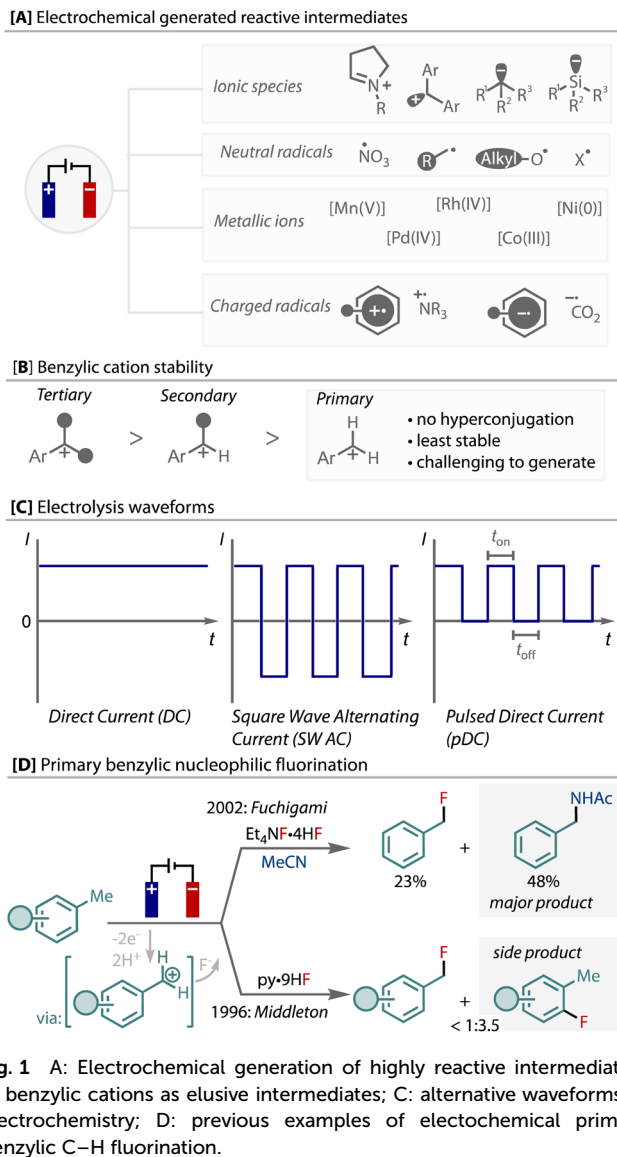 [A] Electrochemical generated reactive intermediates
Ionic species
N+
R
Ar
+
Ar
−
R¹ R² R³
−
Si
R¹ R² R³
Neutral radicals
•NO₃
R •
Alkyl–O•
X•
Metallic ions
[Mn(V)]
[Rh(IV)]
[Ni(0)]
[Pd(IV)]
[Co(III)]
Charged radicals
+•
+•
NR₃
−•
−•
CO₂
+ −
[B] Benzylic cation stability
Tertiary
Secondary
Primary
Ar +
>
Ar + H
>
H
Ar + H
• no hyperconjugation
• least stable
• challenging to generate
[C] Electrolysis waveforms
I
0
t
I
t
I
t_on
t_off
t
Direct Current (DC)
Square Wave Alternating
Current (SW AC)
Pulsed Direct Current
(pDC)
[D] Primary benzylic nucleophilic fluorination
2002: Fuchigami
Et₄NF•4HF
MeCN
F
23%
+
NHAc
48%
major product
Me
+ −
-2e⁻
2H⁺
via:
H
+
H
F⁻
py•9HF
1996: Middleton
F
+
< 1:3.5
side product
Me
F
g. 1 A: Electrochemical generation of highly reactive intermediat
benzylic cations as elusive intermediates; C: alternative waveforms
ectrochemistry; D: previous examples of electochemical prim
enzylic C–H fluorination.